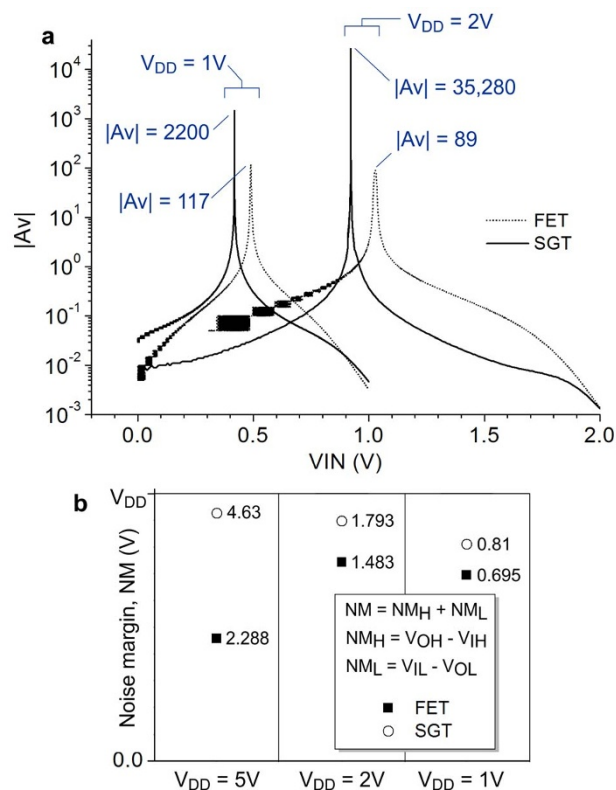 a
V_DD = 2V
V_DD = 1V
|Av| = 35,280
|Av| = 2200
|Av| = 89
|Av| = 117
FET
SGT
|Av|
10^4
10^3
10^2
10^1
10^0
10^-1
10^-2
10^-3
0.0 0.5 1.0 1.5 2.0
VIN (V)
b
V_DD
Noise margin, NM (V)
0.0
4.63
2.288
1.793
1.483
0.81
0.695
NM = NM_H + NM_L
NM_H = V_OH - V_IH
NM_L = V_IL - V_OL
FET
SGT
V_DD = 5V V_DD = 2V V_DD = 1V